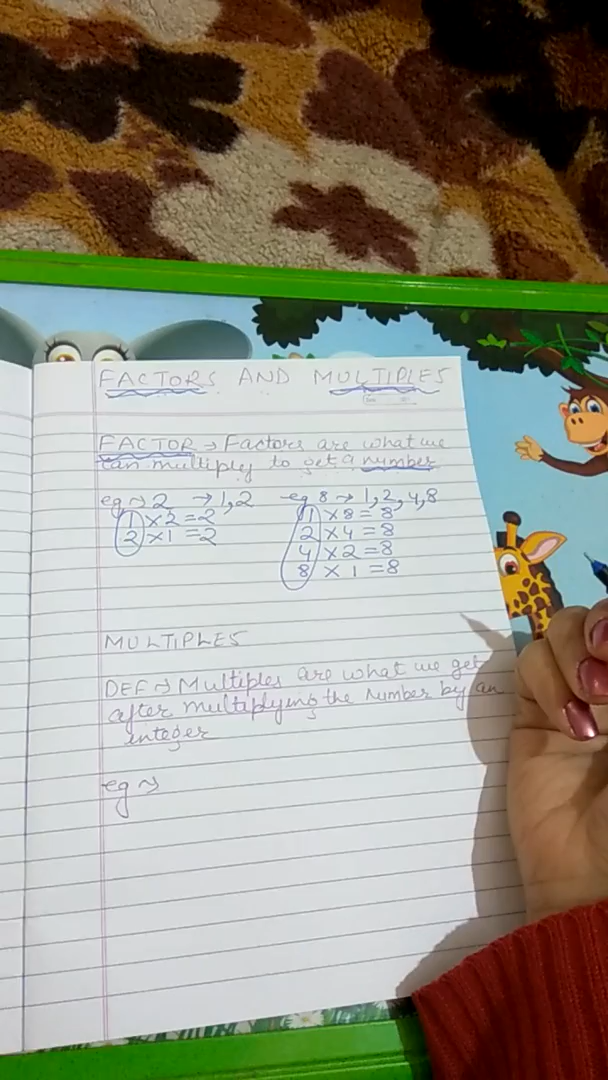 FACTORS AND MULTIPLES
FACTOR → Factors are what we
can multiply to get a number
eg → 2 → 1,2
1 × 2 = 2
2 × 1 = 2
eg 8 → 1, 2, 4, 8
1 × 8 = 8
2 × 4 = 8
4 × 2 = 8
8 × 1 = 8
MULTIPLES
DEF → Multiples are what we get
after multiplying the number by an
integer
eg →